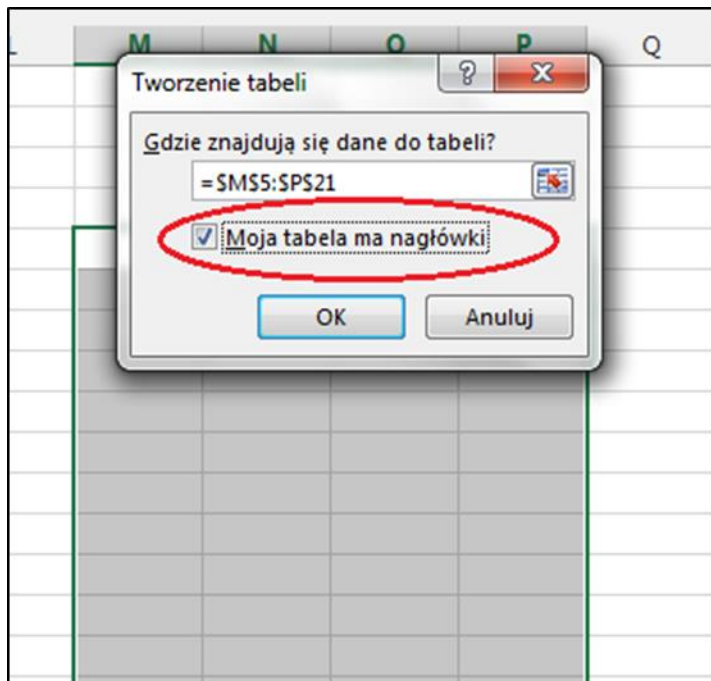 M N O P Q
Tworzenie tabeli ? X
Gdzie znajdują się dane do tabeli?
=$M$5:$P$21
Moja tabela ma nagłówki
OK Anuluj